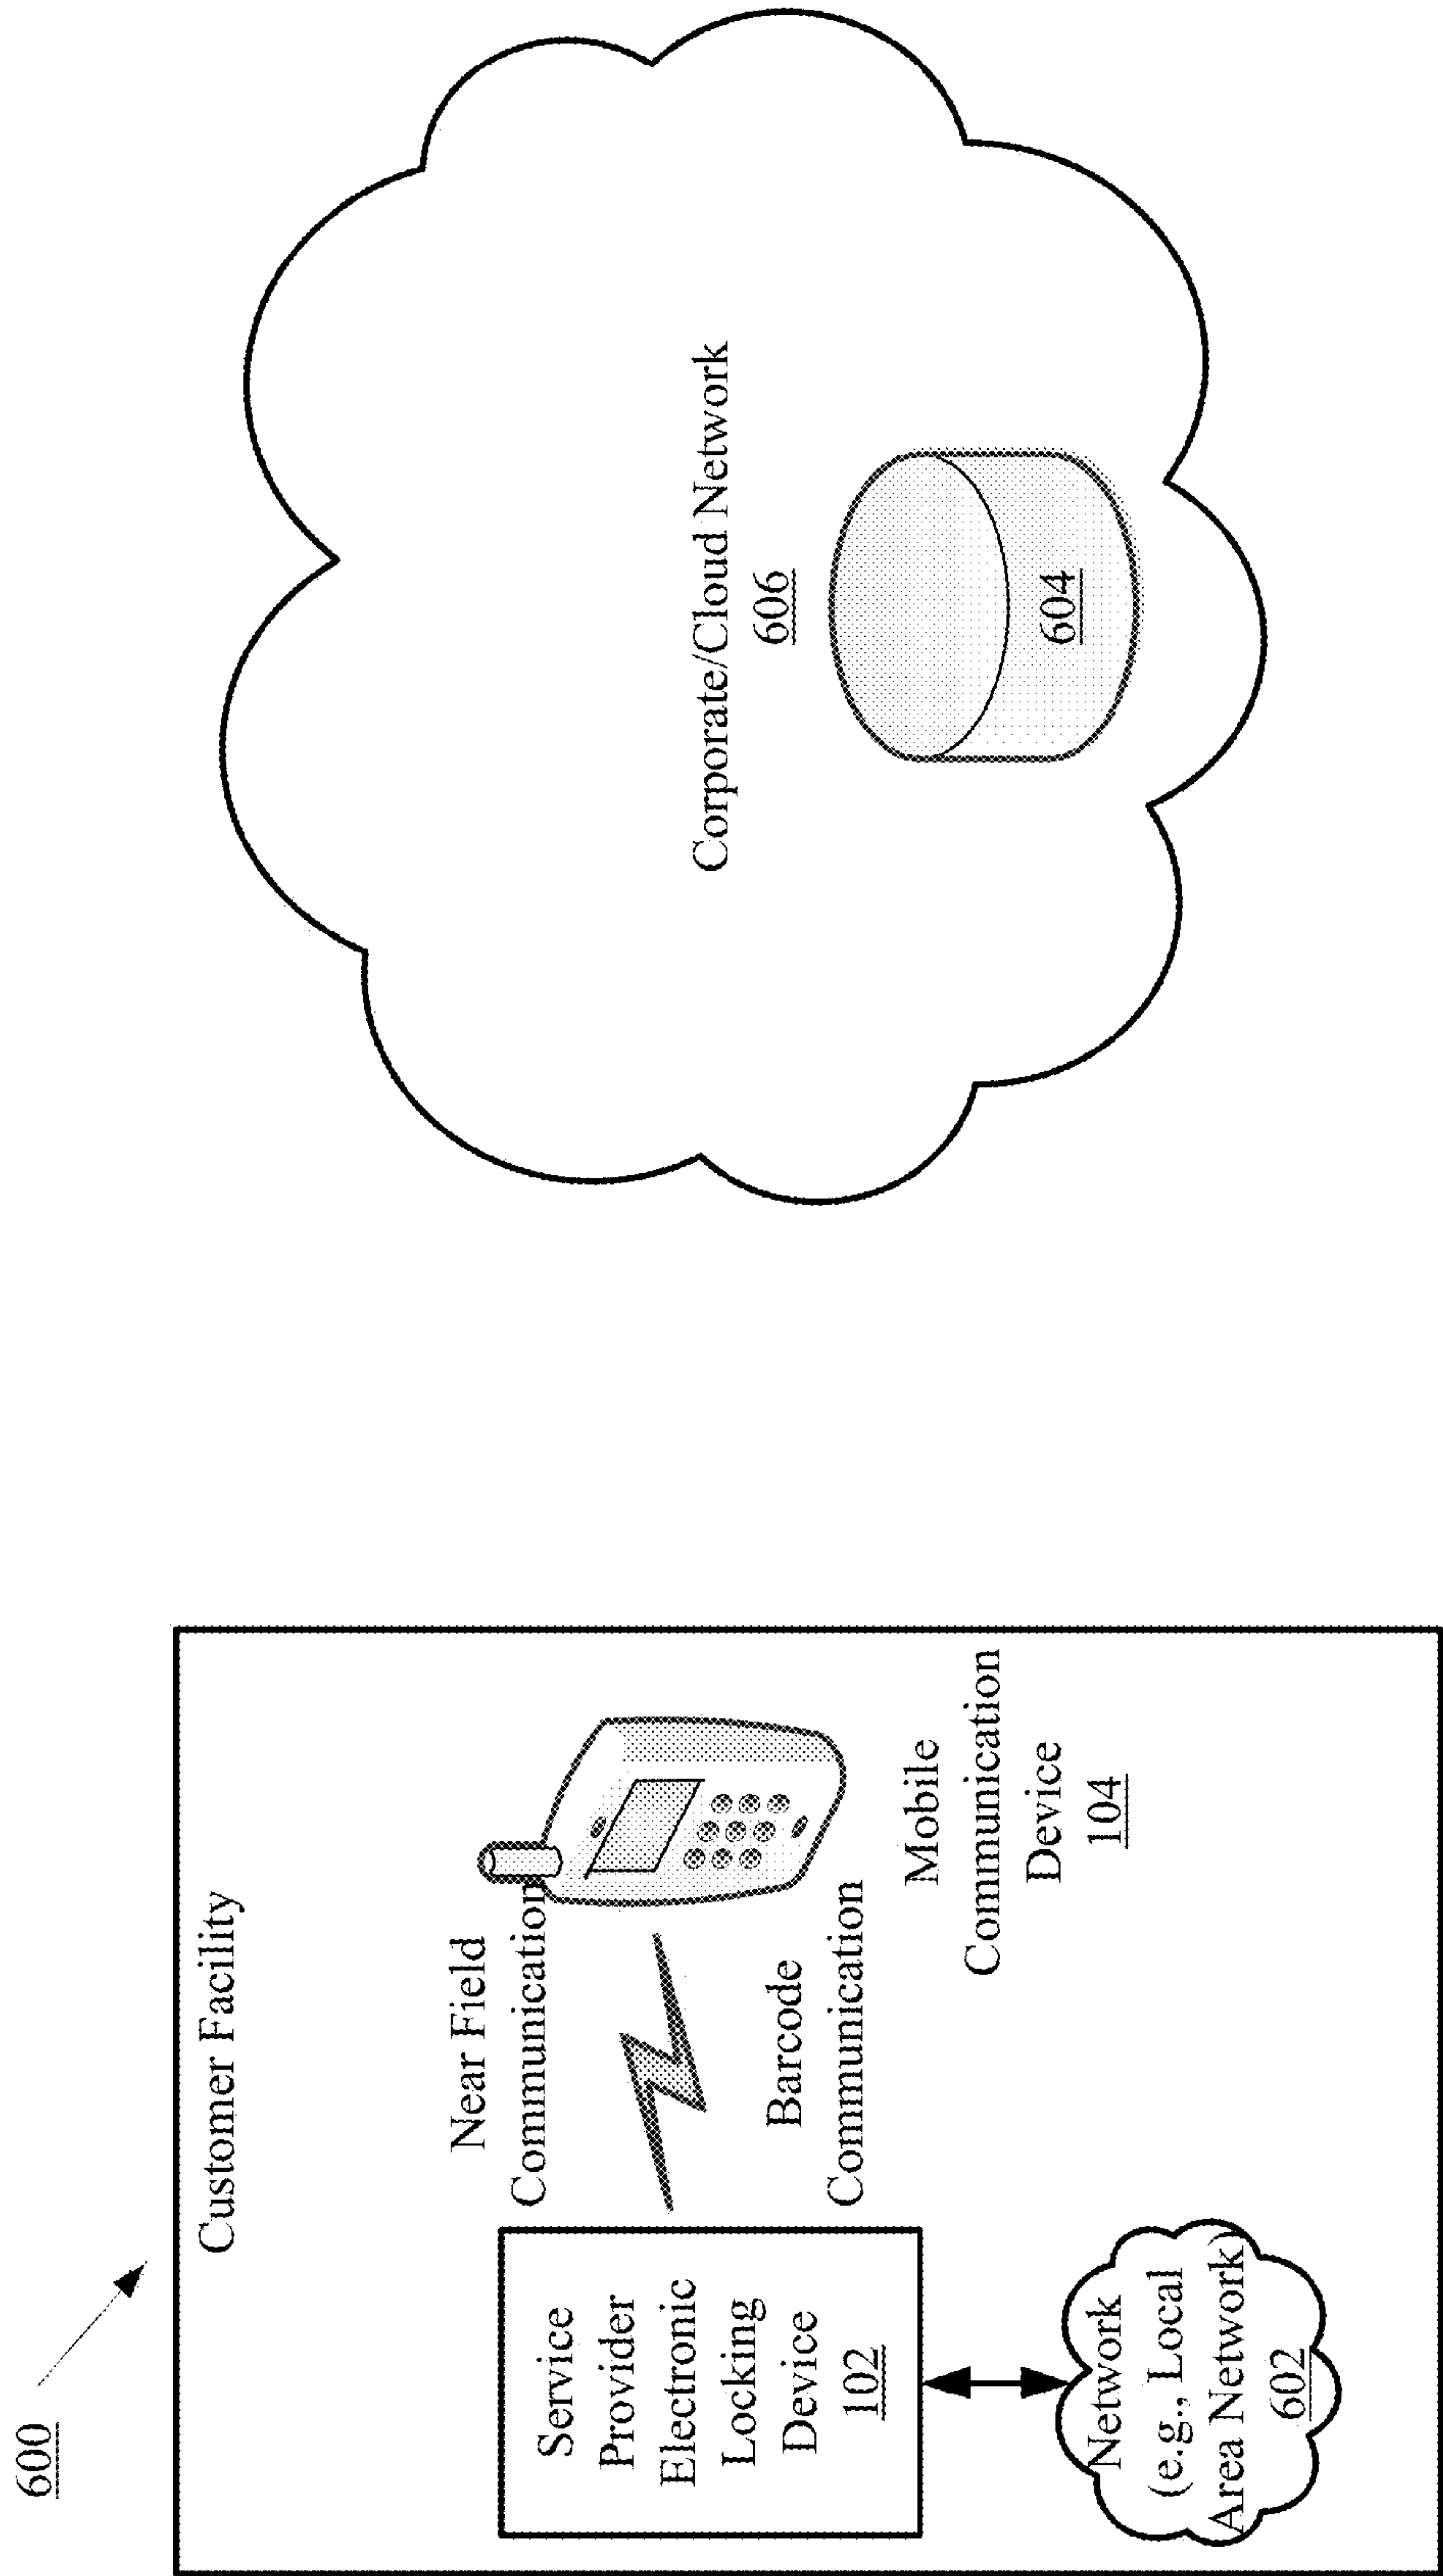 600
Customer Facility
Service
Provider
Electronic
Locking
Device
102
Near Field
Communication
Barcode
Communication
Mobile
Communication
Device
104
Network
(e.g., Local
Area Network)
602
Corporate/Cloud Network
606
604